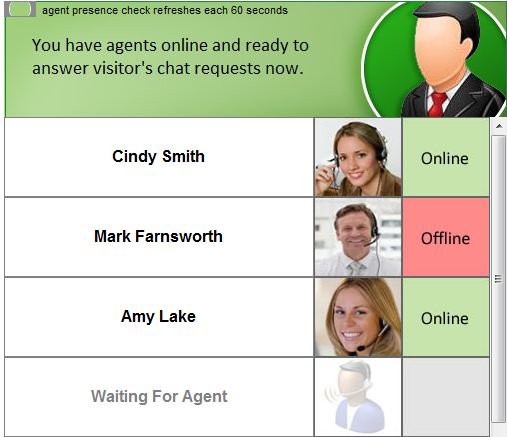 agent presence check refreshes each 60 seconds
You have agents online and ready to
answer visitor's chat requests now.
Cindy Smith Online
Mark Farnsworth Offline
Amy Lake Online
Waiting For Agent